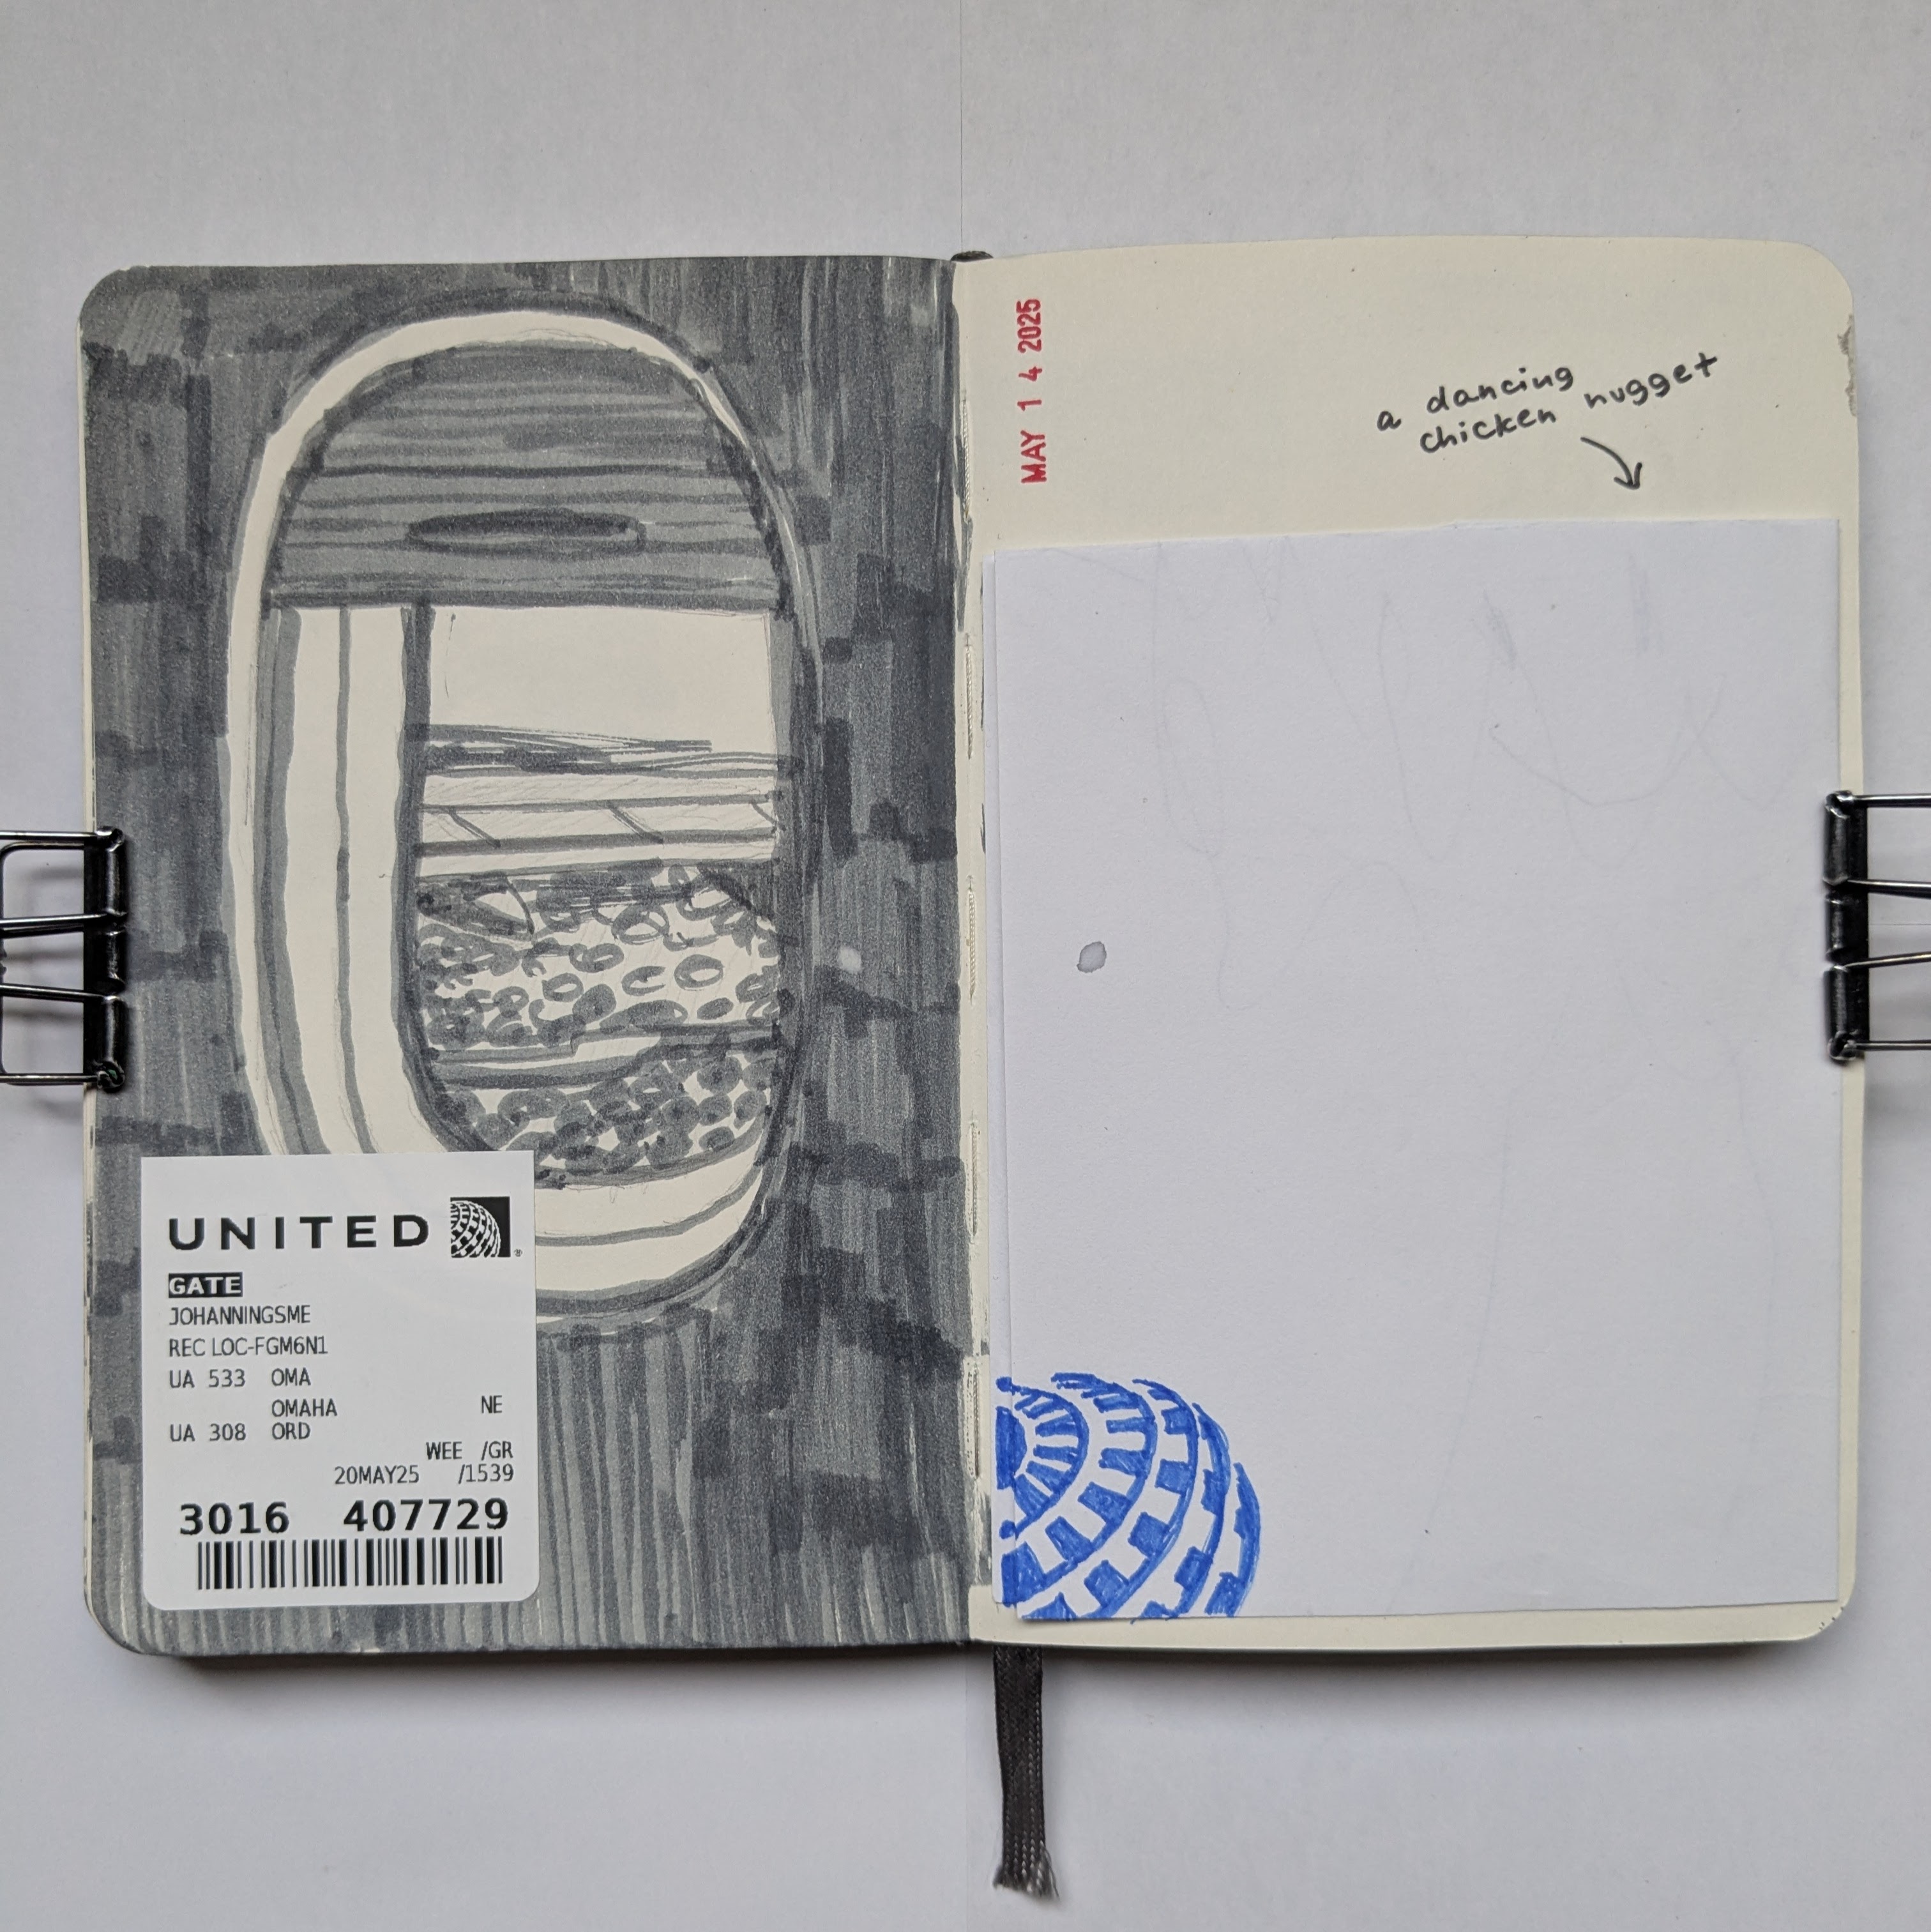 UNITED
GATE
JOHANNINGSME
REC LOC-FGM6N1
UA 533 OMA
OMAHA NE
UA 308 ORD
WEE /GR
20MAY25 /1539
3016 407729
MAY 1 4 2025
a dancing
chicken nugget